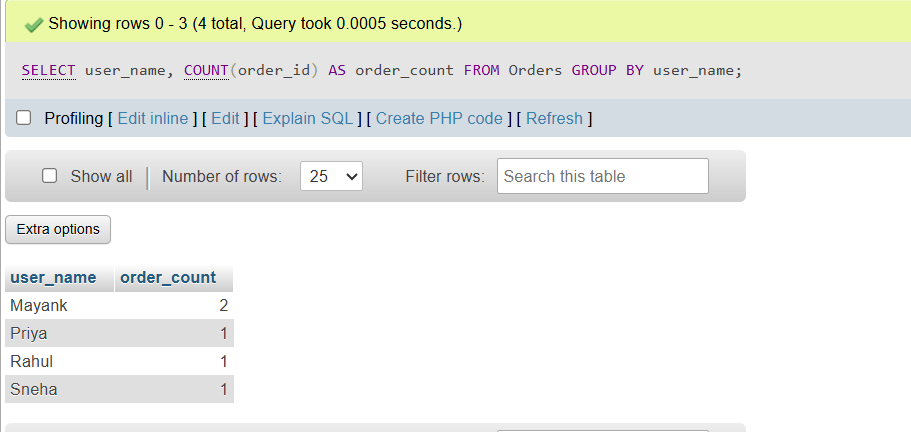 Showing rows 0 - 3 (4 total, Query took 0.0005 seconds.)
SELECT user_name, COUNT(order_id) AS order_count FROM Orders GROUP BY user_name;
Profiling [ Edit inline ] [ Edit ] [ Explain SQL ] [ Create PHP code ] [ Refresh ]
Show all Number of rows: 25 Filter rows: Search this table
Extra options
user_name order_count
Mayank 2
Priya 1
Rahul 1
Sneha 1